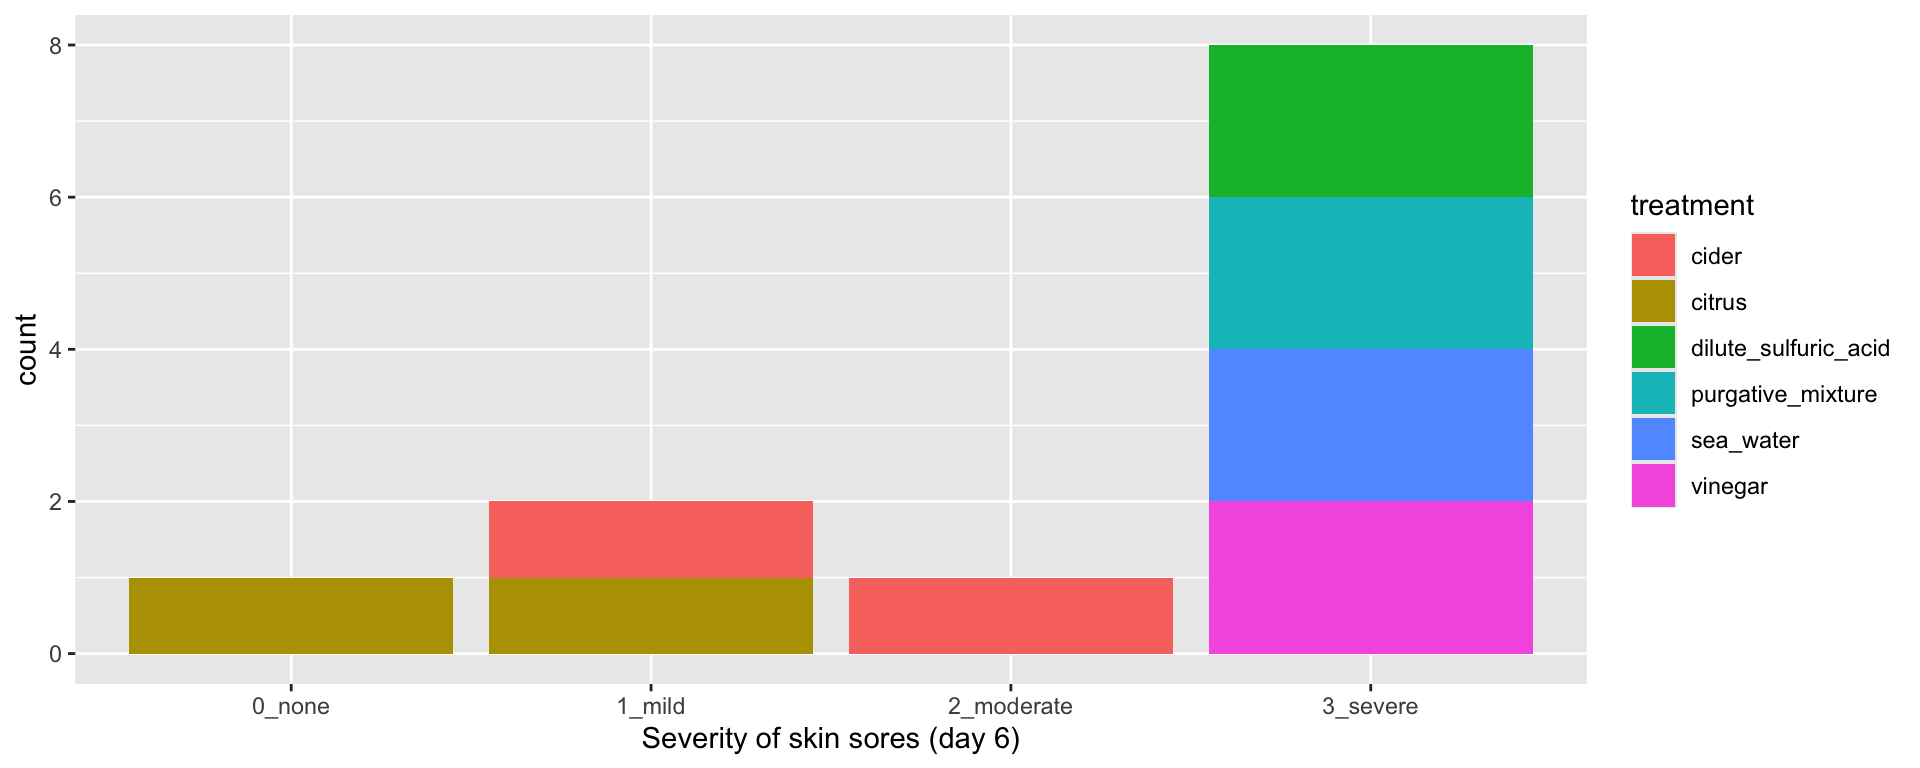 8
6
4
2
0
count
0_none
1_mild
2_moderate
3_severe
Severity of skin sores (day 6)
treatment
cider
citrus
dilute_sulfuric_acid
purgative_mixture
sea_water
vinegar